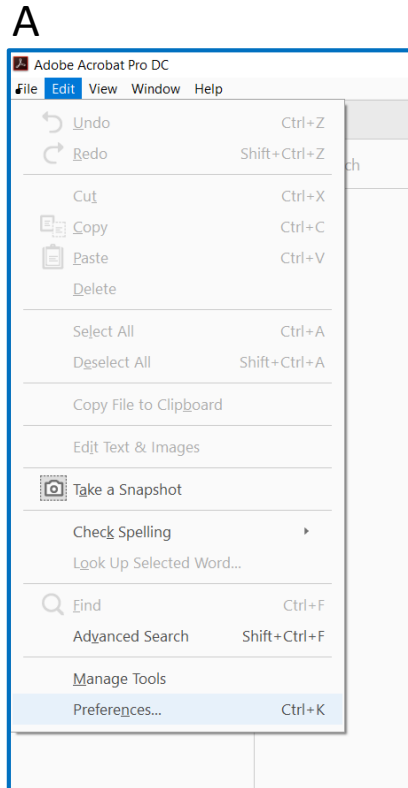 A
Adobe Acrobat Pro DC
File Edit View Window Help
Undo Ctrl+Z
Redo Shift+Ctrl+Z
ch
Cut Ctrl+X
Copy Ctrl+C
Paste Ctrl+V
Delete
Select All Ctrl+A
Deselect All Shift+Ctrl+A
Copy File to Clipboard
Edit Text & Images
Take a Snapshot
Check Spelling
Look Up Selected Word...
Find Ctrl+F
Advanced Search Shift+Ctrl+F
Manage Tools
Preferences... Ctrl+K